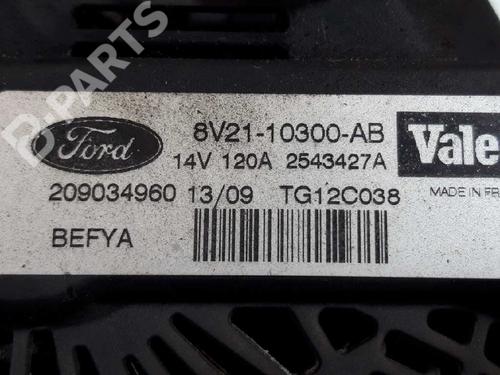 B-PARTS
Ford
8V21-10300-AB
14V 120A 2543427A
Vale
209034960 13/09 TG12C038
MADE IN FR
BEFYA